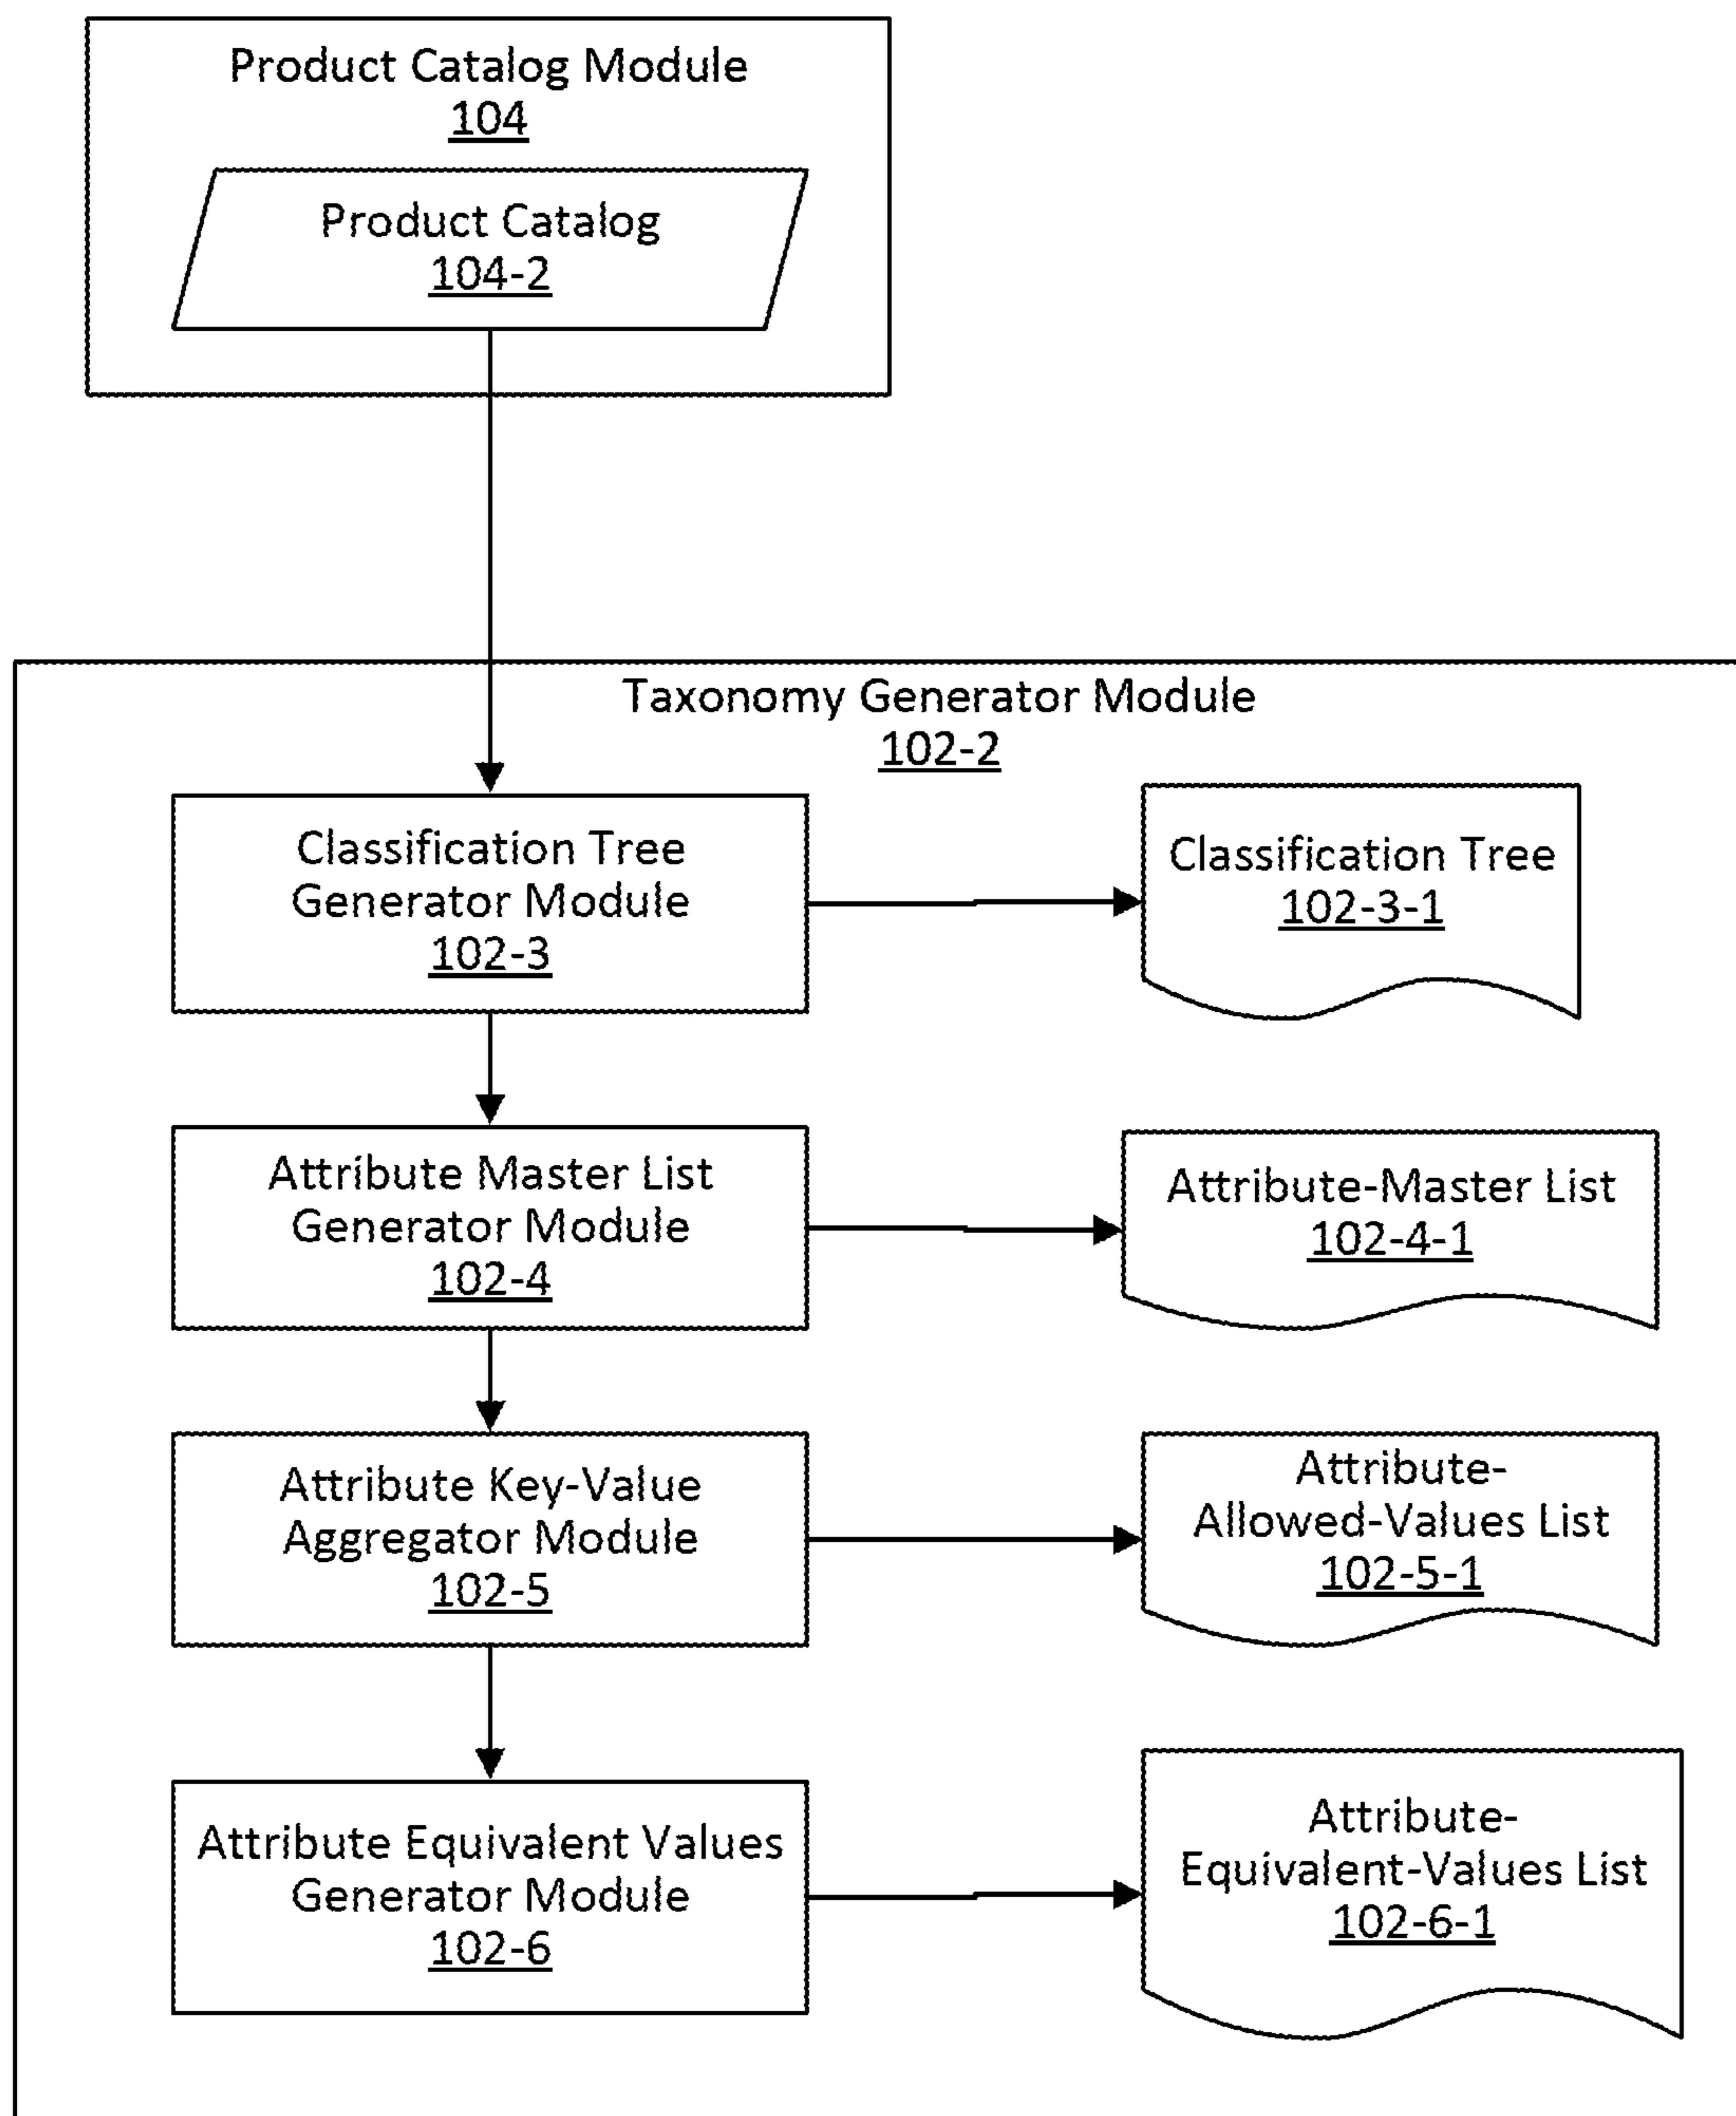 Product Catalog Module
104
Product Catalog
104-2
Taxonomy Generator Module
102-2
Classification Tree
Generator Module
102-3
Classification Tree
102-3-1
Attribute Master List
Generator Module
102-4
Attribute-Master List
102-4-1
Attribute Key-Value
Aggregator Module
102-5
Attribute-
Allowed-Values List
102-5-1
Attribute Equivalent Values
Generator Module
102-6
Attribute-
Equivalent-Values List
102-6-1